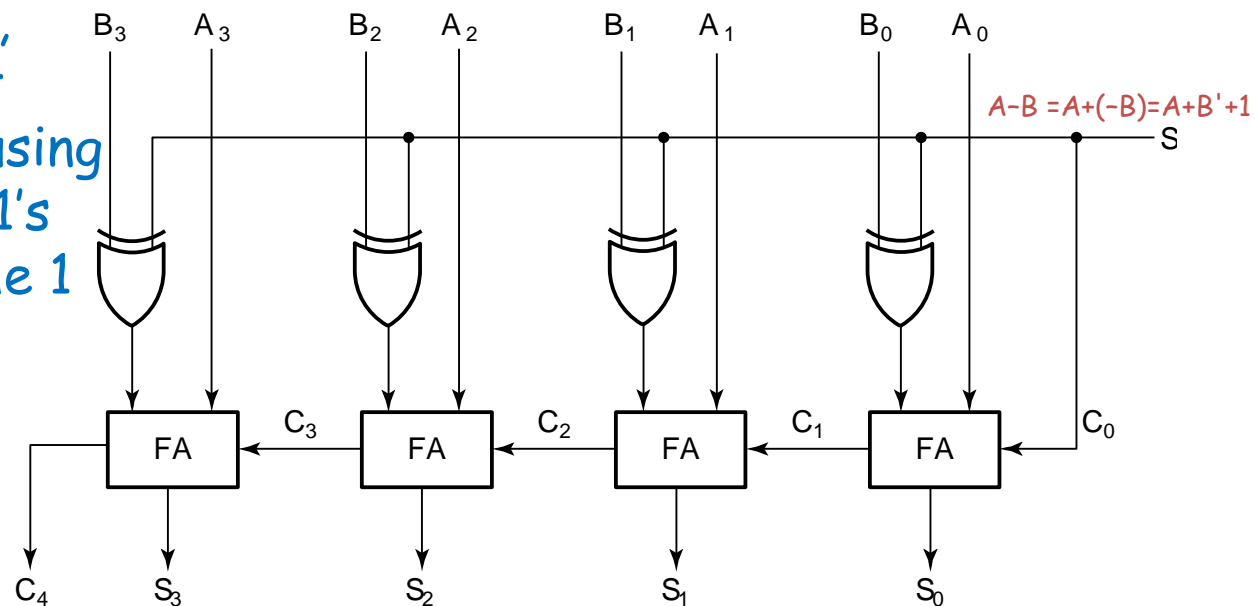 B₃ A₃ B₂ A₂ B₁ A₁ B₀ A₀
A-B =A+(-B)=A+B'+1
S
using
1's
1
FA C₃ FA C₂ FA C₁ FA C₀
C₄ S₃ S₂ S₁ S₀